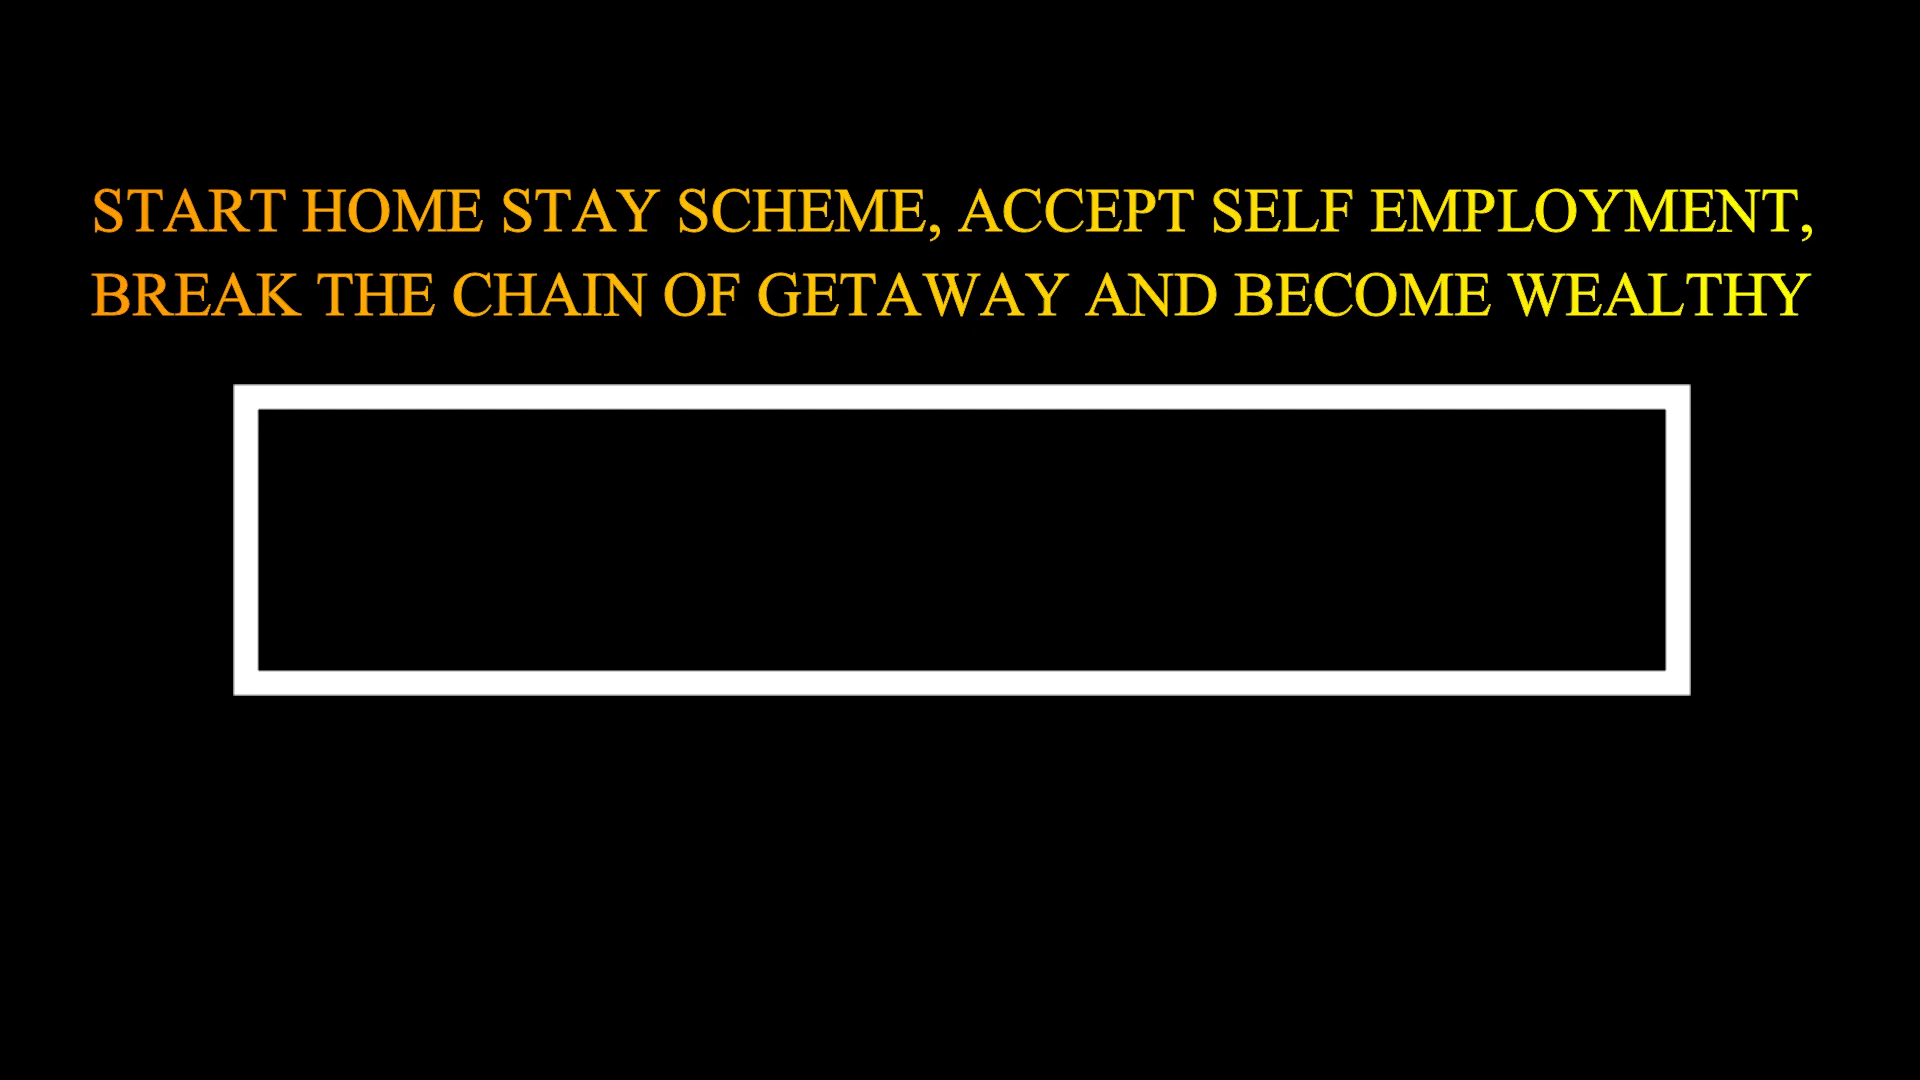 START HOME STAY SCHEME, ACCEPT SELF EMPLOYMENT,
BREAK THE CHAIN OF GETAWAY AND BECOME WEALTHY